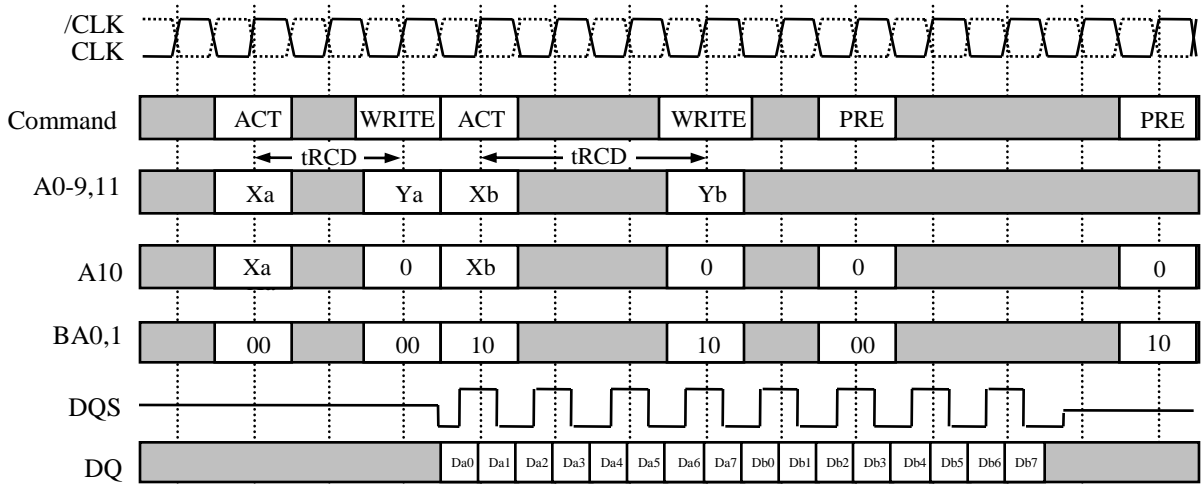 /CLK
CLK
Command ACT WRITE ACT WRITE PRE PRE
tRCD tRCD
A0-9,11 Xa Ya Xb Yb
A10 Xa 0 Xb 0 0 0
BA0,1 00 00 10 10 00 10
DQS
DQ Da0 Da1 Da2 Da3 Da4 Da5 Da6 Da7 Db0 Db1 Db2 Db3 Db4 Db5 Db6 Db7